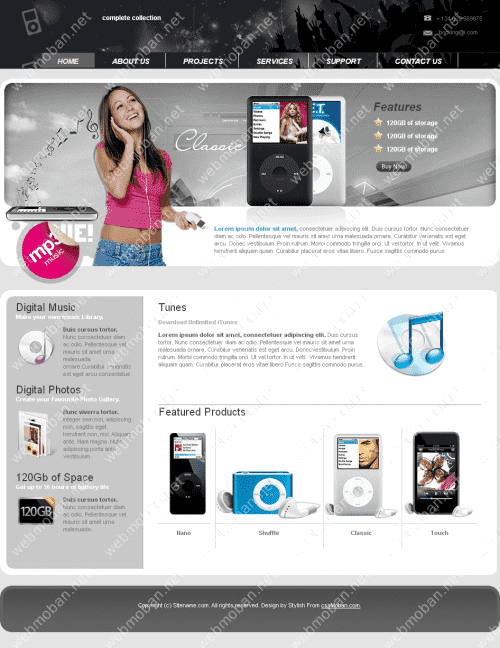 complete collection
HOME
ABOUT US
PROJECTS
SERVICES
SUPPORT
CONTACT US
Classic
Features
120GB of storage
120GB of storage
120GB of storage
Buy Now
mp3
music
Lorem ipsum dolor sit amet, consectetuer adipiscing elit. Duis cursus tortor. Nunc consectetuer
diam ac odio. Pellentesque vel mauris sit amet urna malesuada ornare. Curabitur venenatis est eget
arcu. Donec vestibulum. Proin rutrum. Morbi commodo fringilla orci. Ut vel tortor. In ut velit. Vivamus
hendrerit aliquam quam. Curabitur placerat eros vitae libero. Fusce sagittis commodo purus.
Digital Music
Make your own music Library.
Duis cursus tortor.
Nunc consectetuer diam
ac odio. Pellentesque vel
mauris sit amet urna
malesuada
ornare.Curabitur venenatis
est eget arcu consectetue.
Digital Photos
Create your Favourite Photo Gallery.
Nunc viverra tortor.
Integer sem nisi, adipiscing
non, sagittis eget,
hendrerit non, nisi. Aliquam
ante. Nam magna. Nunc
adipiscing porta ante.
vestibulum.
120Gb of Space
Get up to 36 hours of battery life
120GB
Duis cursus tortor.
Nunc consectetuer diam
ac odio. Pellentesque vel
mauris sit amet urna
malesuada.
Tunes
Download Unlimited iTunes
Lorem ipsum dolor sit amet, consectetuer adipiscing elit. Duis cursus
tortor. Nunc consectetuer diam ac odio. Pellentesque vel mauris sit amet urna
malesuada ornare. Curabitur venenatis est eget arcu. Donec vestibulum. Proin
rutrum. Morbi commodo fringilla orci. Ut vel tortor. In ut velit. Vivamus hendrerit
aliquam quam. Curabitur placerat eros vitae libero.Fusce sagittis commodo purus.
Featured Products
Nano
Shuffle
Classic
Touch
Copyright (c) Sitename.com. All rights reserved. Design by Stylish From cssMoban.com.
webmoban.net